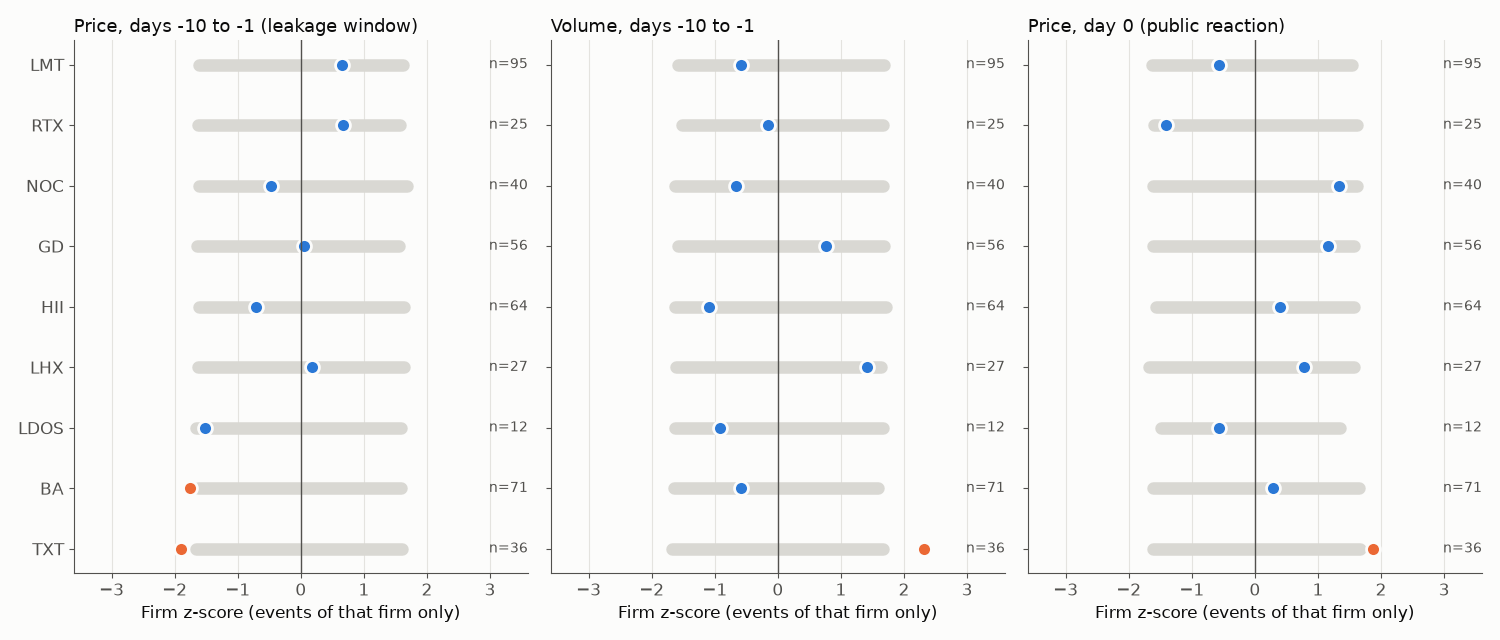 Price, days -10 to -1 (leakage window)
Volume, days -10 to -1
Price, day 0 (public reaction)
LMT n=95 n=95 n=95
RTX n=25 n=25 n=25
NOC n=40 n=40 n=40
GD n=56 n=56 n=56
HII n=64 n=64 n=64
LHX n=27 n=27 n=27
LDOS n=12 n=12 n=12
BA n=71 n=71 n=71
TXT n=36 n=36 n=36
−3 −2 −1 0 1 2 3
−3 −2 −1 0 1 2 3
−3 −2 −1 0 1 2 3
Firm z-score (events of that firm only)
Firm z-score (events of that firm only)
Firm z-score (events of that firm only)